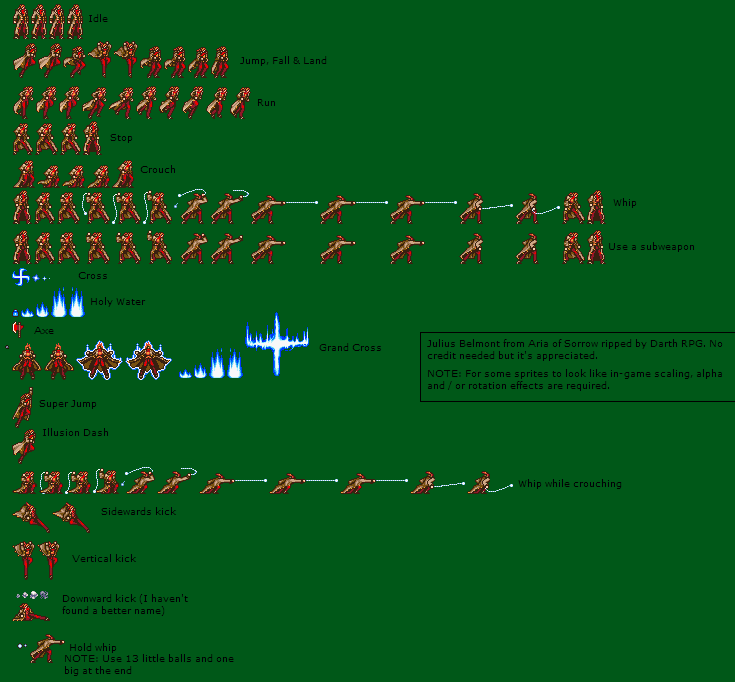 Idle
Jump, Fall & Land
Run
Stop
Crouch
Whip
Use a subweapon
Cross
Holy Water
Axe
Grand Cross
Julius Belmont from Aria of Sorrow ripped by Darth RPG. No
credit needed but it's appreciated.
NOTE: For some sprites to look like in-game scaling, alpha
and / or rotation effects are required.
Super Jump
Illusion Dash
Whip while crouching
Sidewards kick
Vertical kick
Downward kick (I haven't
found a better name)
Hold whip
NOTE: Use 13 little balls and one
big at the end